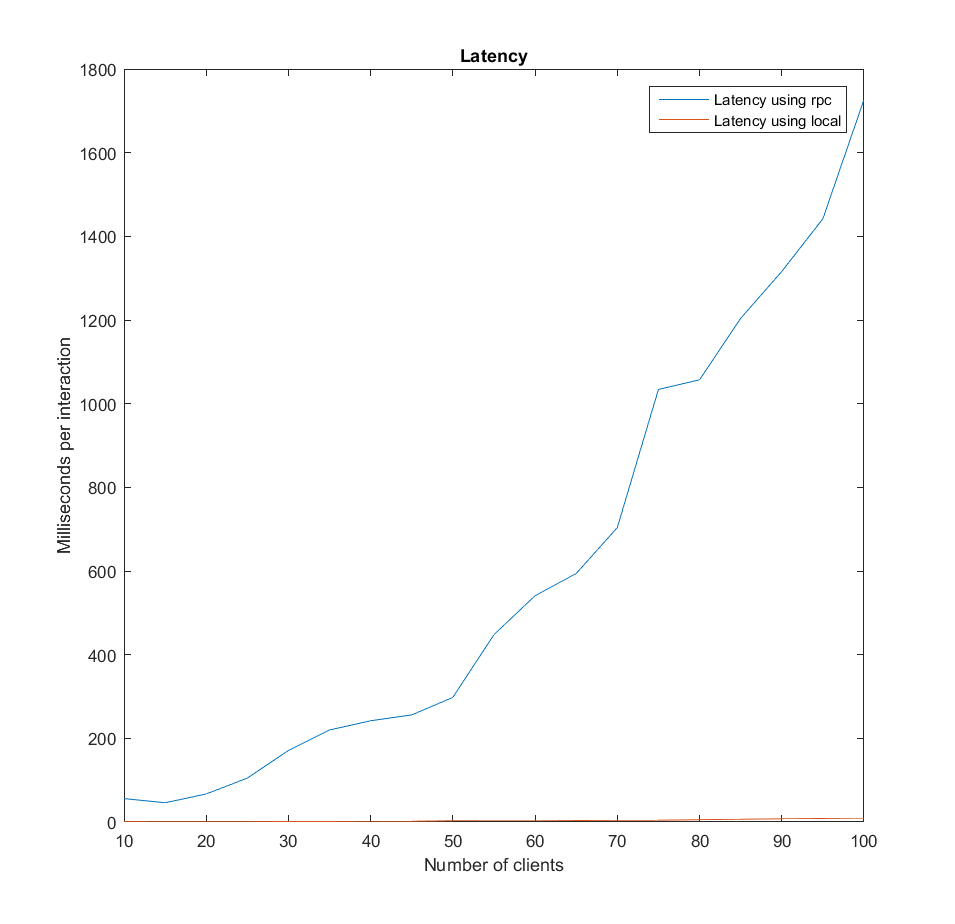 Latency
1800
1600
1400
1200
1000
800
600
400
200
0
Milliseconds per interaction
Latency using rpc
Latency using local
10 20 30 40 50 60 70 80 90 100
Number of clients